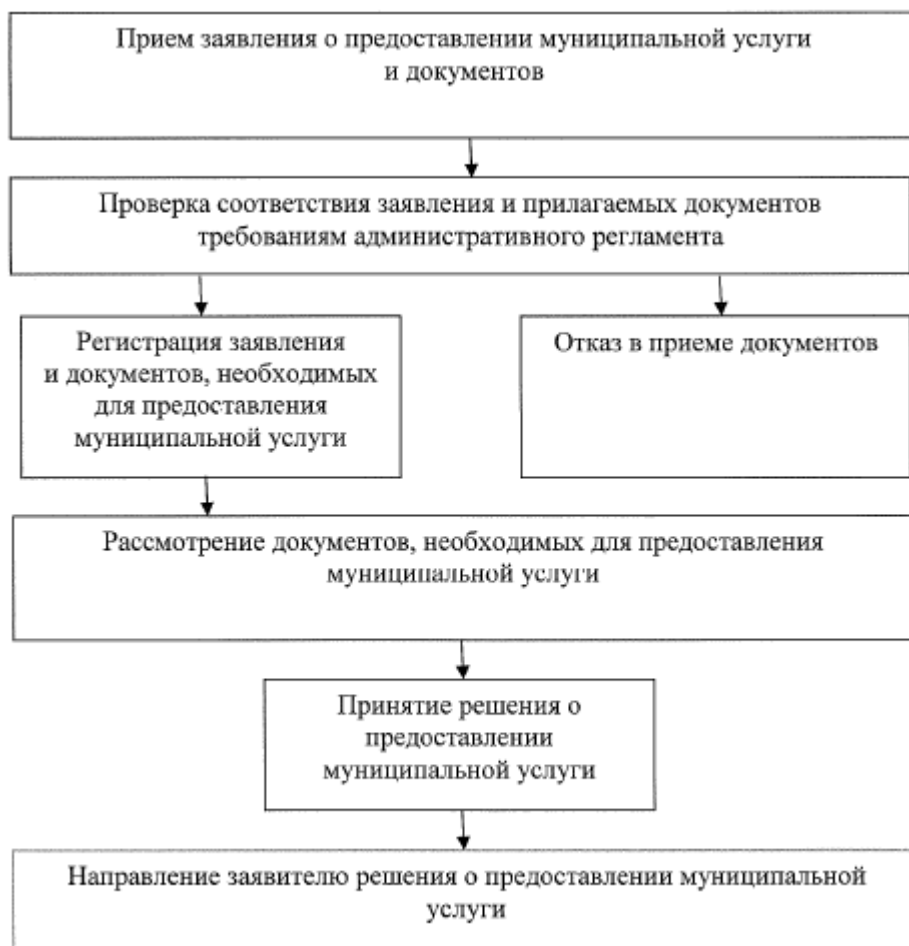 Прием заявления о предоставлении муниципальной услуги
и документов
Проверка соответствия заявления и прилагаемых документов
требованиям административного регламента
Регистрация заявления
и документов, необходимых
для предоставления
муниципальной услуги
Отказ в приеме документов
Рассмотрение документов, необходимых для предоставления
муниципальной услуги
Принятие решения о
предоставлении
муниципальной услуги
Направление заявителю решения о предоставлении муниципальной
услуги